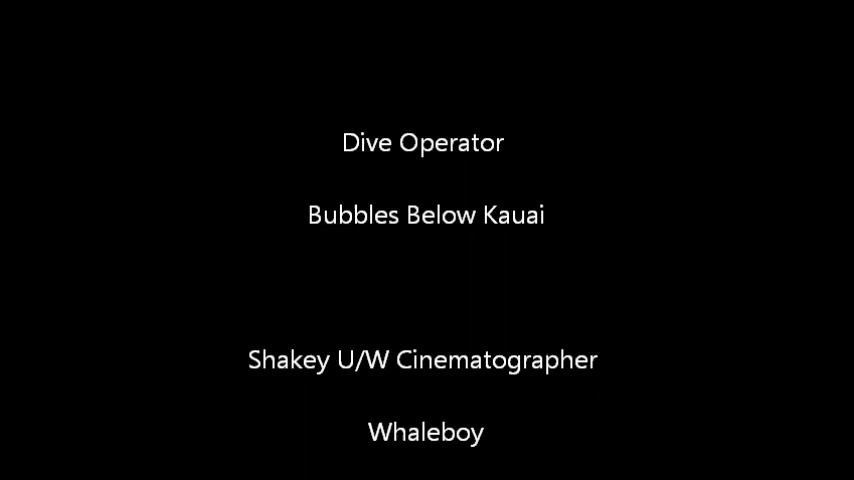 Dive Operator
Bubbles Below Kauai
Shakey U/W Cinematographer
Whaleboy